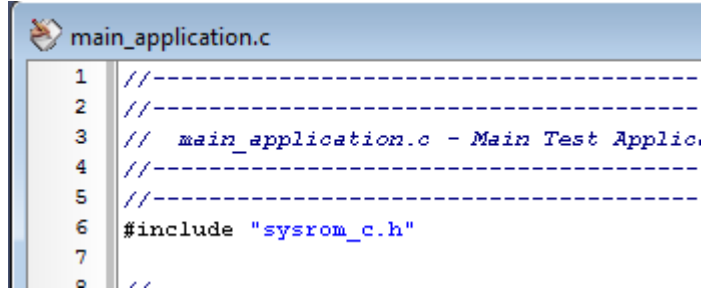 main_application.c
1 //---------------------------------------
2 //---------------------------------------
3 //  main_application.c - Main Test Applic
4 //---------------------------------------
5 //---------------------------------------
6 #include "sysrom_c.h"
7
8 //